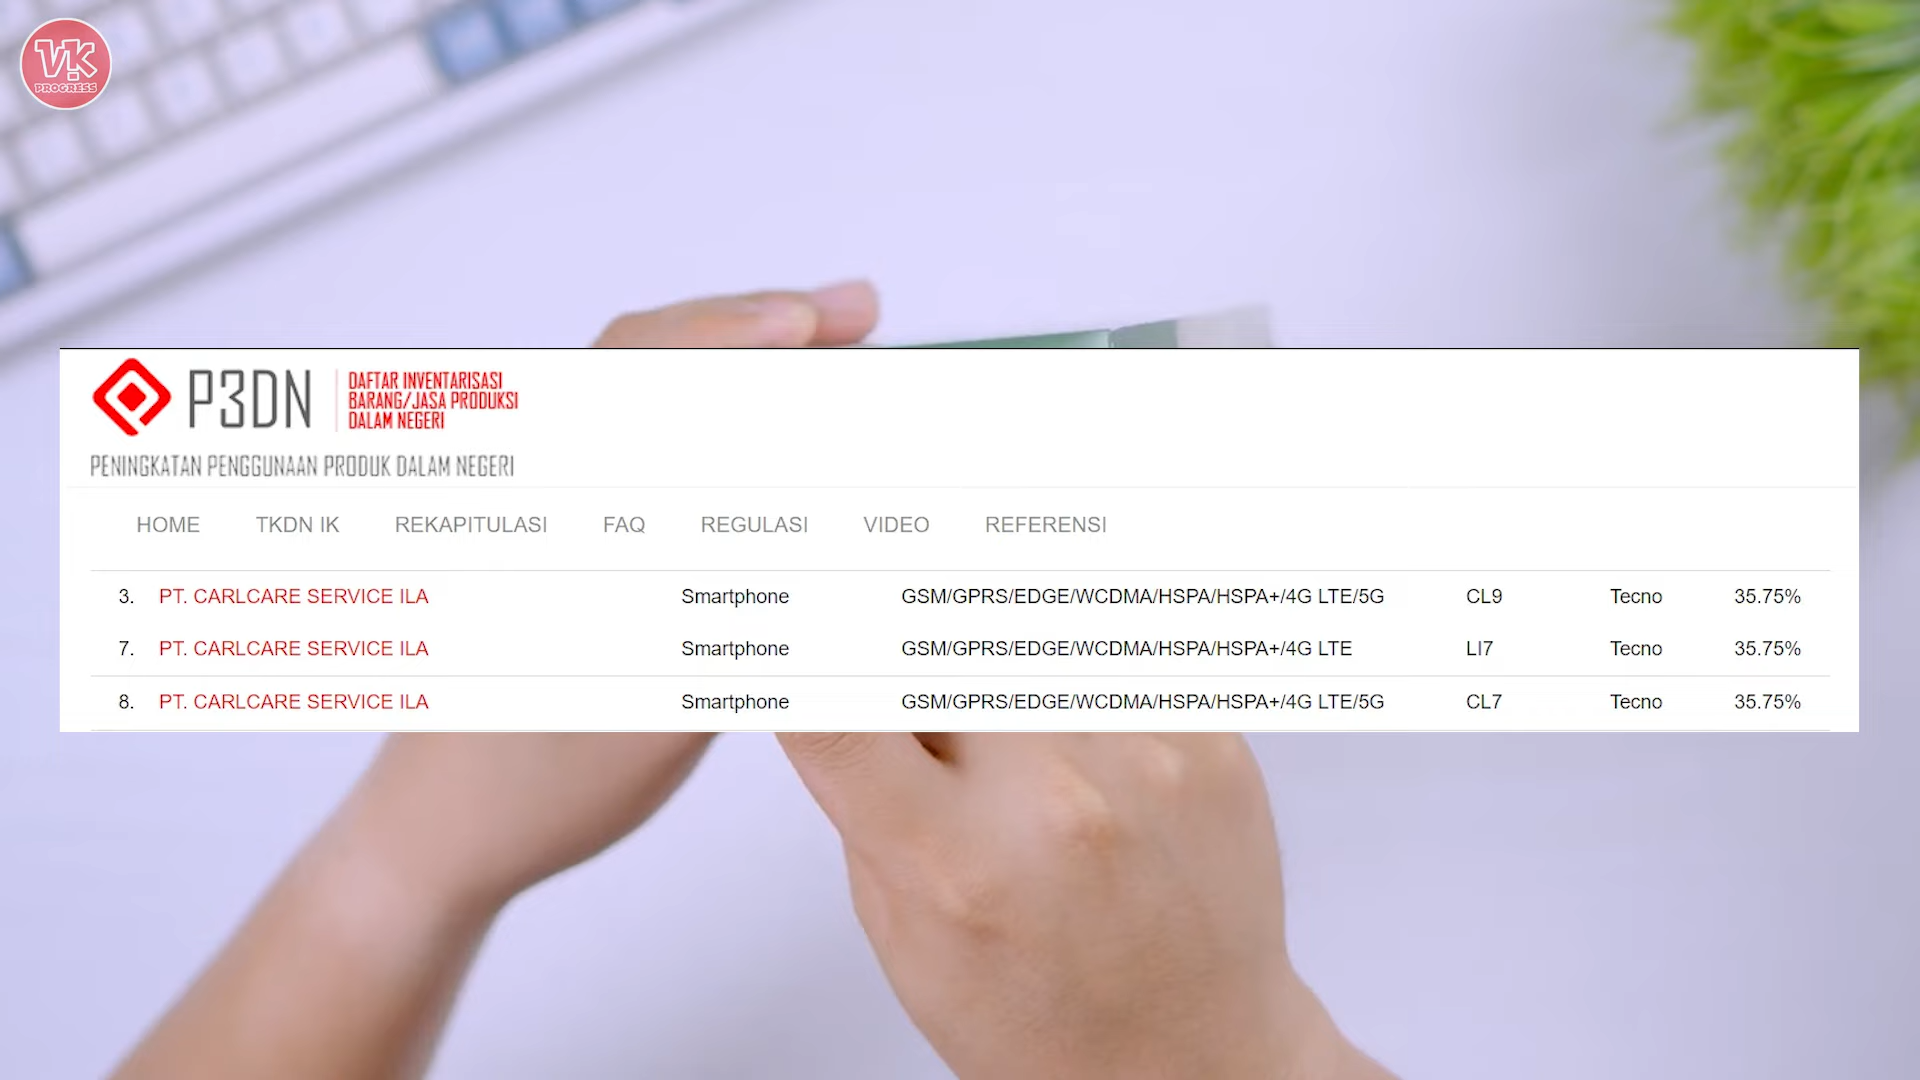 VK
PROGRESS
P3DN
DAFTAR INVENTARISASI
BARANG/JASA PRODUKSI
DALAM NEGERI
PENINGKATAN PENGGUNAAN PRODUK DALAM NEGERI
HOME TKDN IK REKAPITULASI FAQ REGULASI VIDEO REFERENSI
3. PT. CARLCARE SERVICE ILA Smartphone GSM/GPRS/EDGE/WCDMA/HSPA/HSPA+/4G LTE/5G CL9 Tecno 35.75%
7. PT. CARLCARE SERVICE ILA Smartphone GSM/GPRS/EDGE/WCDMA/HSPA/HSPA+/4G LTE LI7 Tecno 35.75%
8. PT. CARLCARE SERVICE ILA Smartphone GSM/GPRS/EDGE/WCDMA/HSPA/HSPA+/4G LTE/5G CL7 Tecno 35.75%